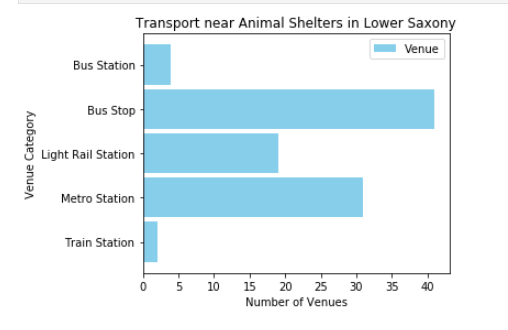 Transport near Animal Shelters in Lower Saxony
Venue
Bus Station
Bus Stop
Light Rail Station
Metro Station
Train Station
Venue Category
0 5 10 15 20 25 30 35 40
Number of Venues